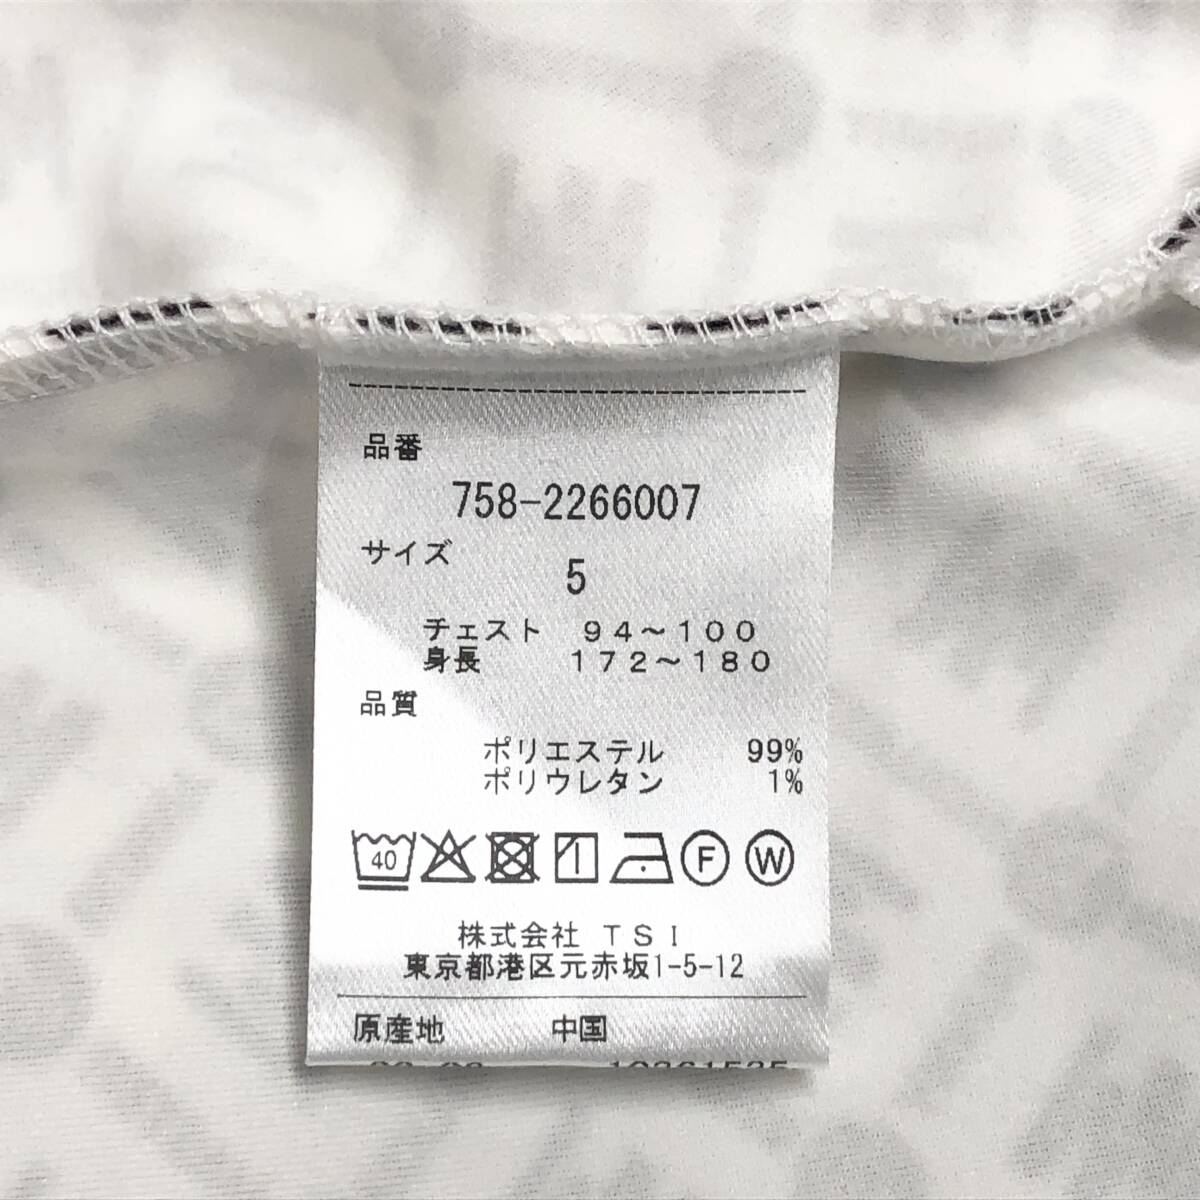 品番
758-2266007
サイズ
5
チェスト 94～100
身長 172～180
品質
ポリエステル 99%
ポリウレタン 1%
40 F W
株式会社 TSI
東京都港区元赤坂1-5-12
原産地 中国